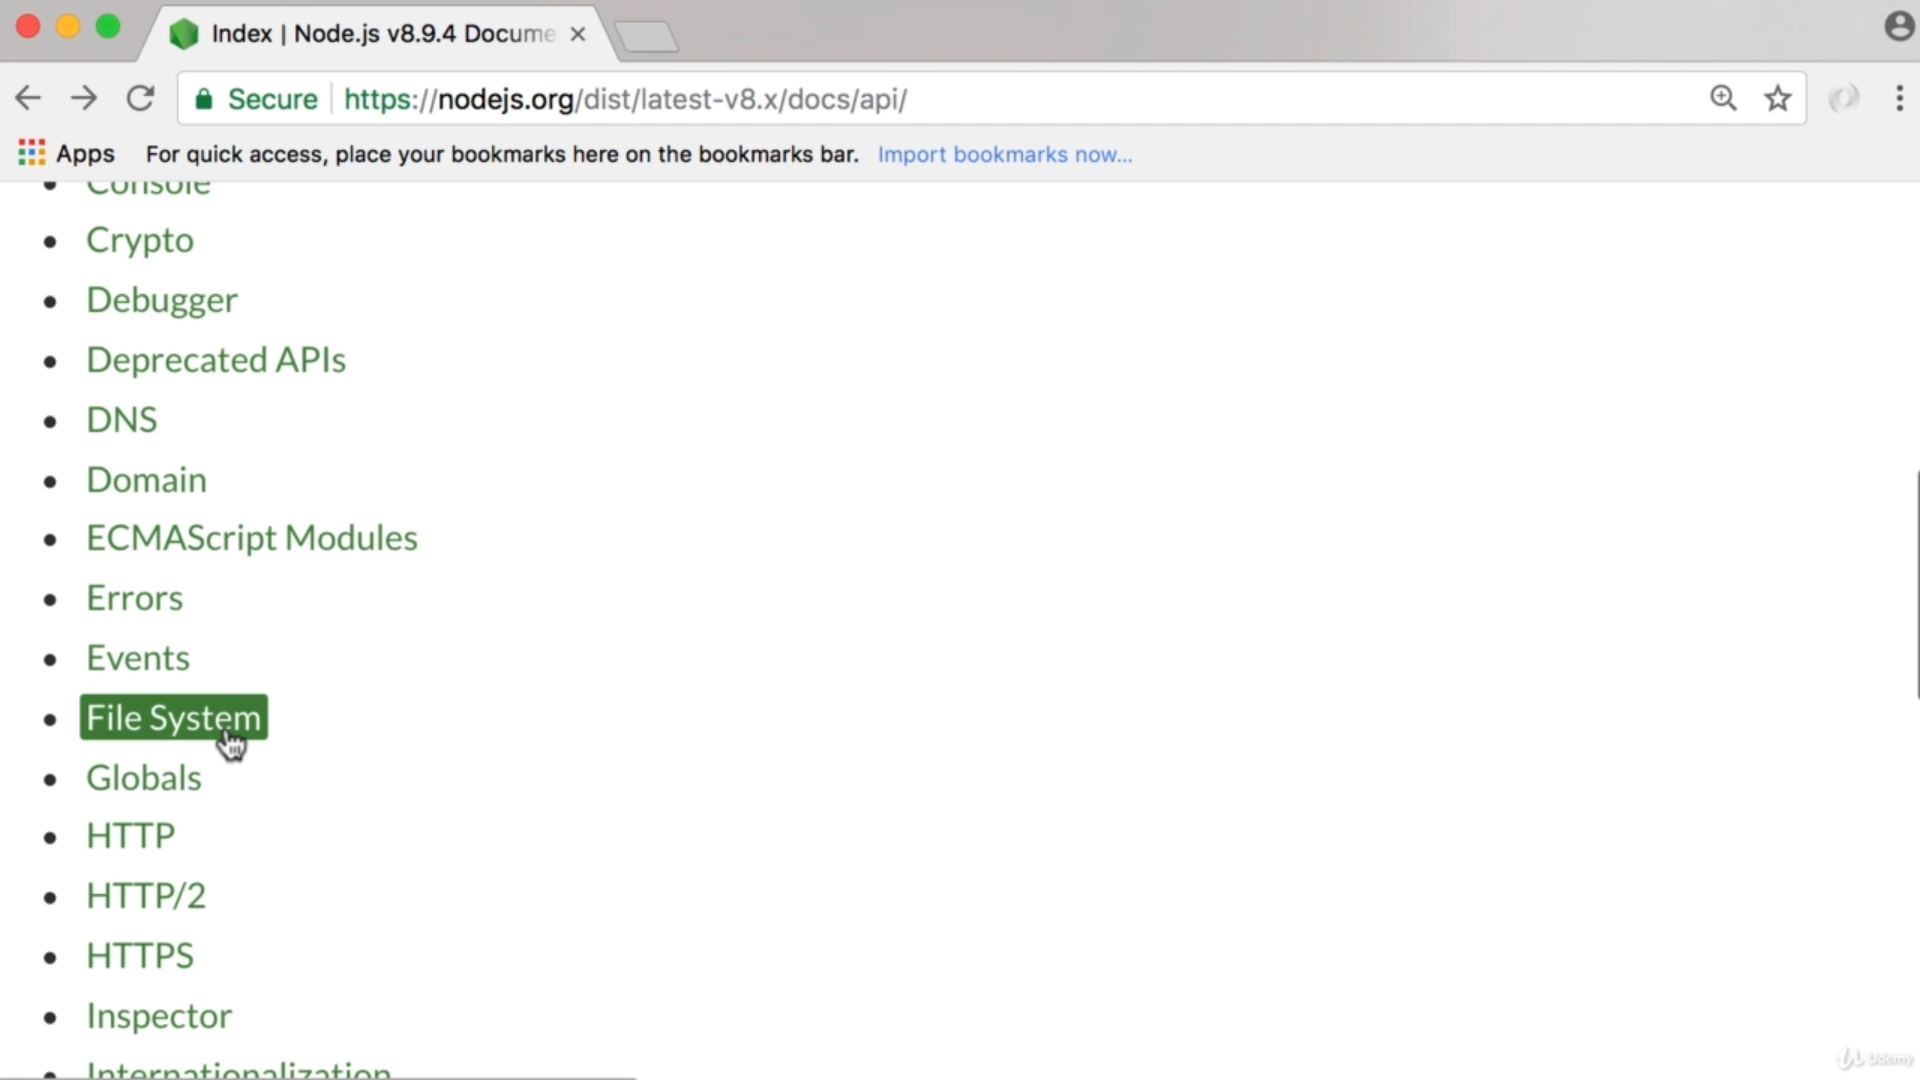 Index | Node.js v8.9.4 Docume
Secure https://nodejs.org/dist/latest-v8.x/docs/api/
Apps For quick access, place your bookmarks here on the bookmarks bar. Import bookmarks now...
Console
Crypto
Debugger
Deprecated APIs
DNS
Domain
ECMAScript Modules
Errors
Events
File System
Globals
HTTP
HTTP/2
HTTPS
Inspector
Internationalization
Udemy